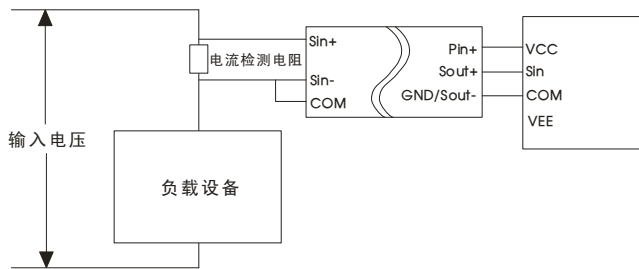 Sin+
电流检测电阻
Sin-
COM
Pin+
Sout+
GND/Sout-
VCC
Sin
COM
VEE
输入电压
负载设备